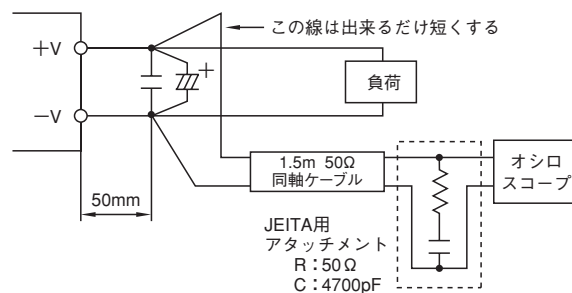 この線は出来るだけ短くする
+V
+
負荷
−V
1.5m 50Ω
同軸ケーブル
オシロ
スコープ
50mm
JEITA用
アタッチメント
R：50Ω
C：4700pF